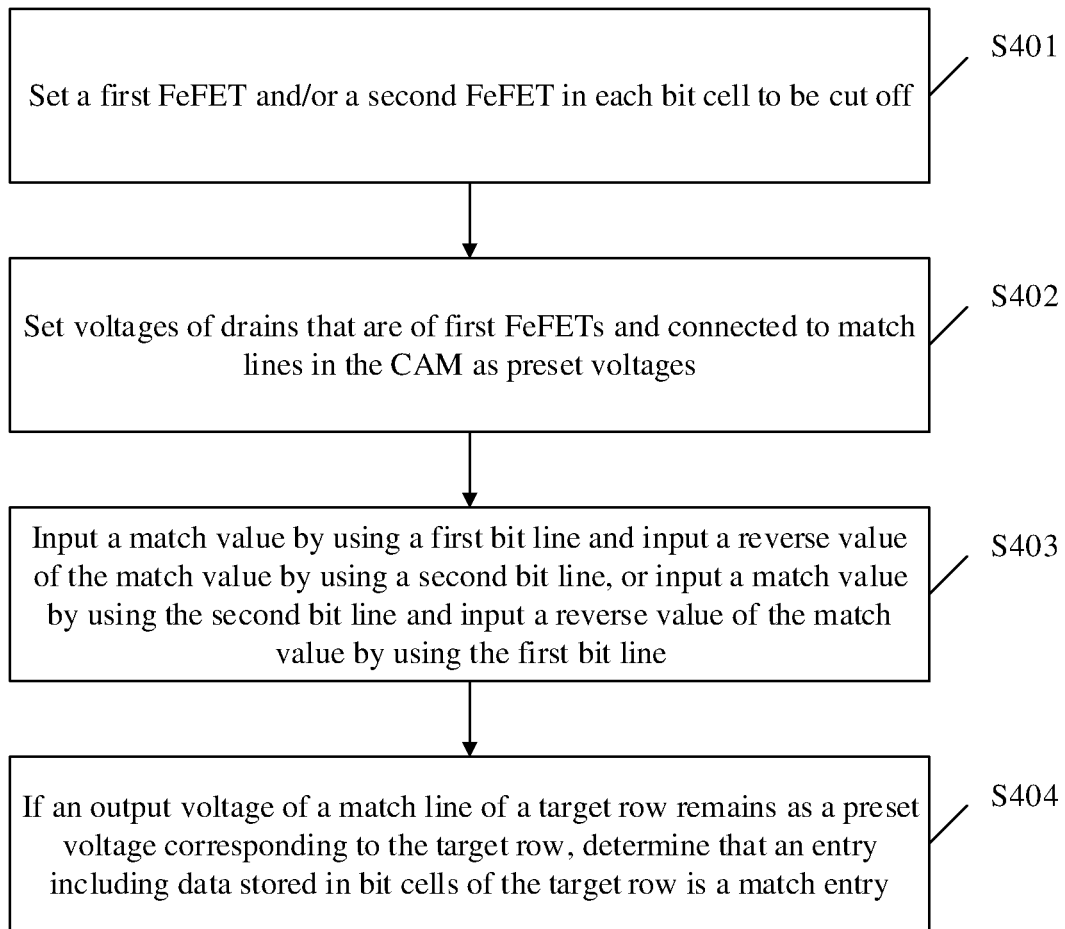 S401
Set a first FeFET and/or a second FeFET in each bit cell to be cut off
S402
Set voltages of drains that are of first FeFETs and connected to match
lines in the CAM as preset voltages
S403
Input a match value by using a first bit line and input a reverse value
of the match value by using a second bit line, or input a match value
by using the second bit line and input a reverse value of the match
value by using the first bit line
S404
If an output voltage of a match line of a target row remains as a preset
voltage corresponding to the target row, determine that an entry
including data stored in bit cells of the target row is a match entry